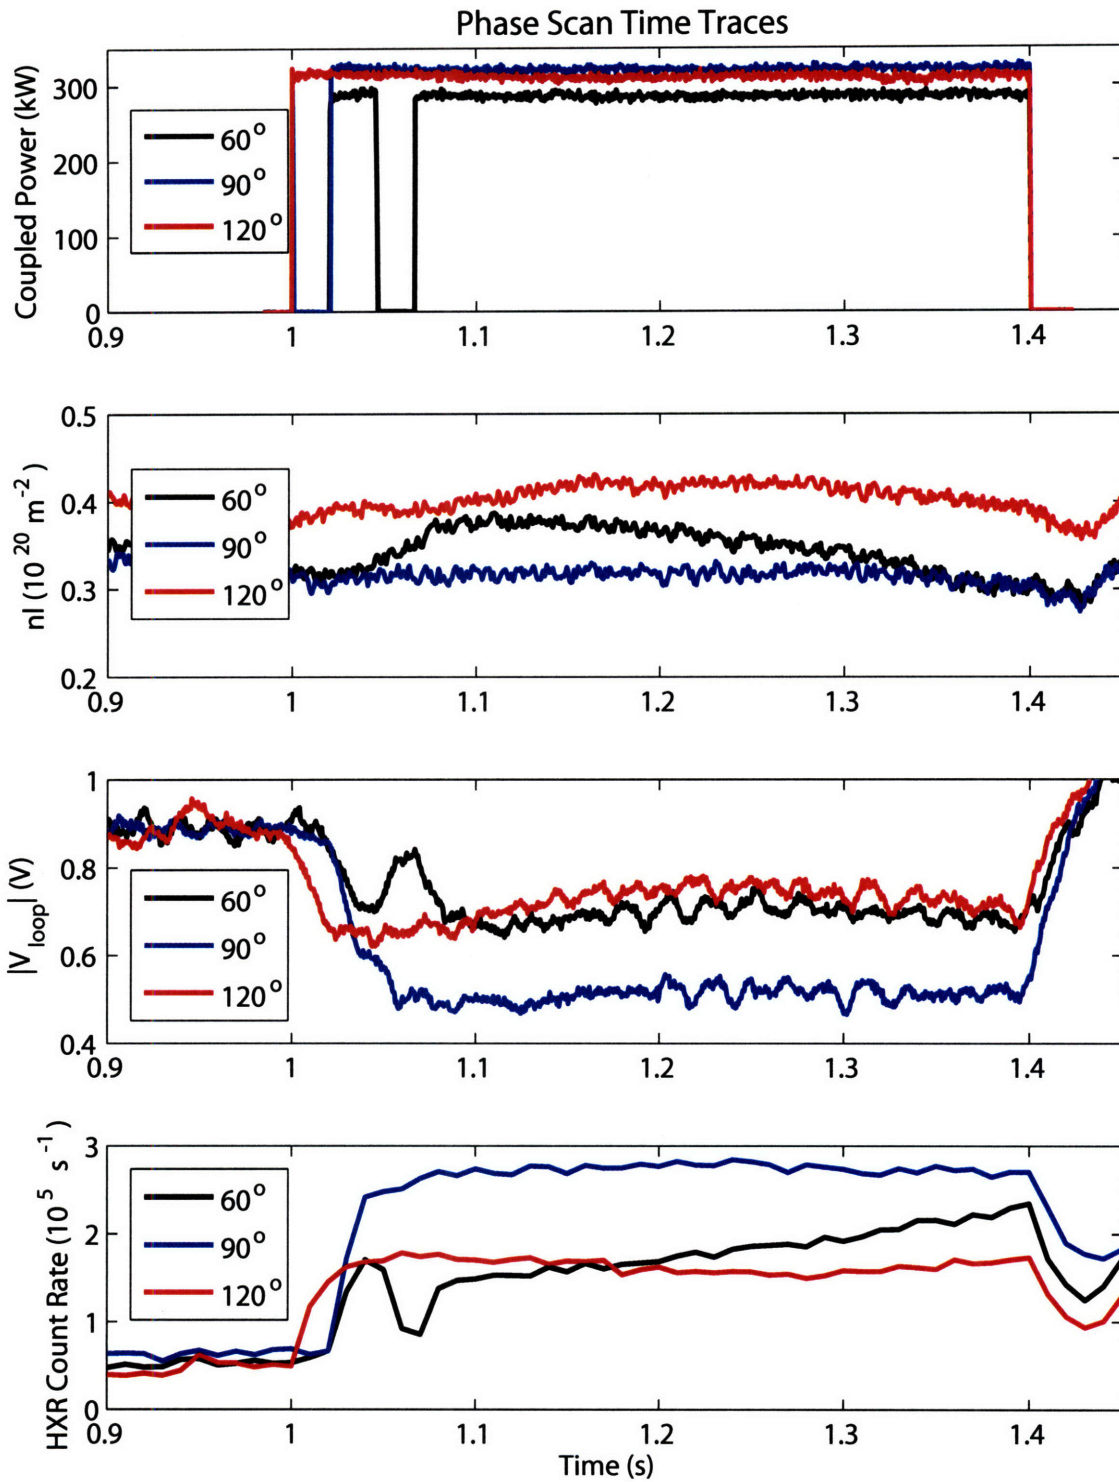 Phase Scan Time Traces
Coupled Power (kW)
300
200
100
0
60°
90°
120°
0.9 1 1.1 1.2 1.3 1.4
nl (10²⁰ m⁻²)
0.5
0.4
0.3
0.2
60°
90°
120°
0.9 1 1.1 1.2 1.3 1.4
|V_loop| (V)
1
0.8
0.6
0.4
60°
90°
120°
0.9 1 1.1 1.2 1.3 1.4
HXR Count Rate (10⁵ s⁻¹)
3
2
1
0
60°
90°
120°
0.9 1 1.1 1.2 1.3 1.4
Time (s)